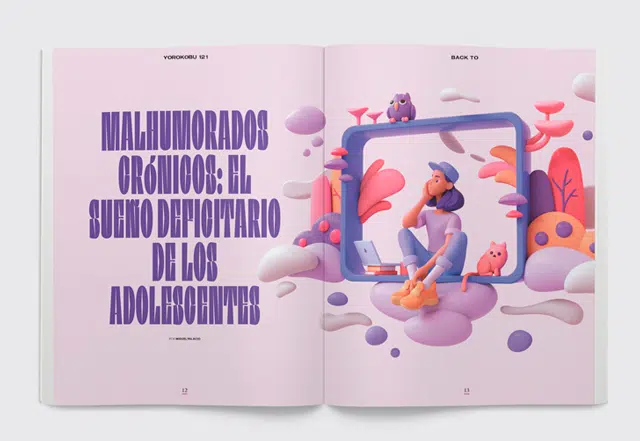 YOROKOBU 121
BACK TO
MALHUMORADOS
CRÓNICOS: EL
SUEÑO DEFICITARIO
DE LOS
ADOLESCENTES
12
13